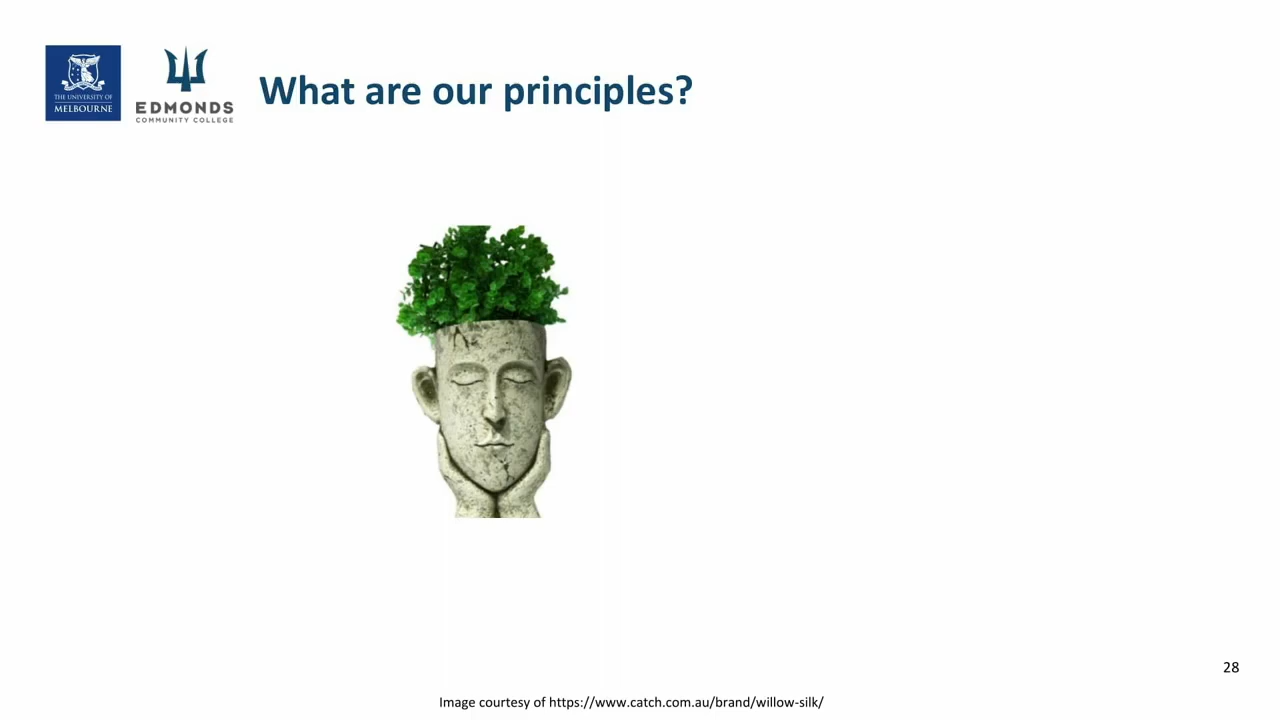 THE UNIVERSITY OF
MELBOURNE
EDMONDS
COMMUNITY COLLEGE
What are our principles?
28
Image courtesy of https://www.catch.com.au/brand/willow-silk/